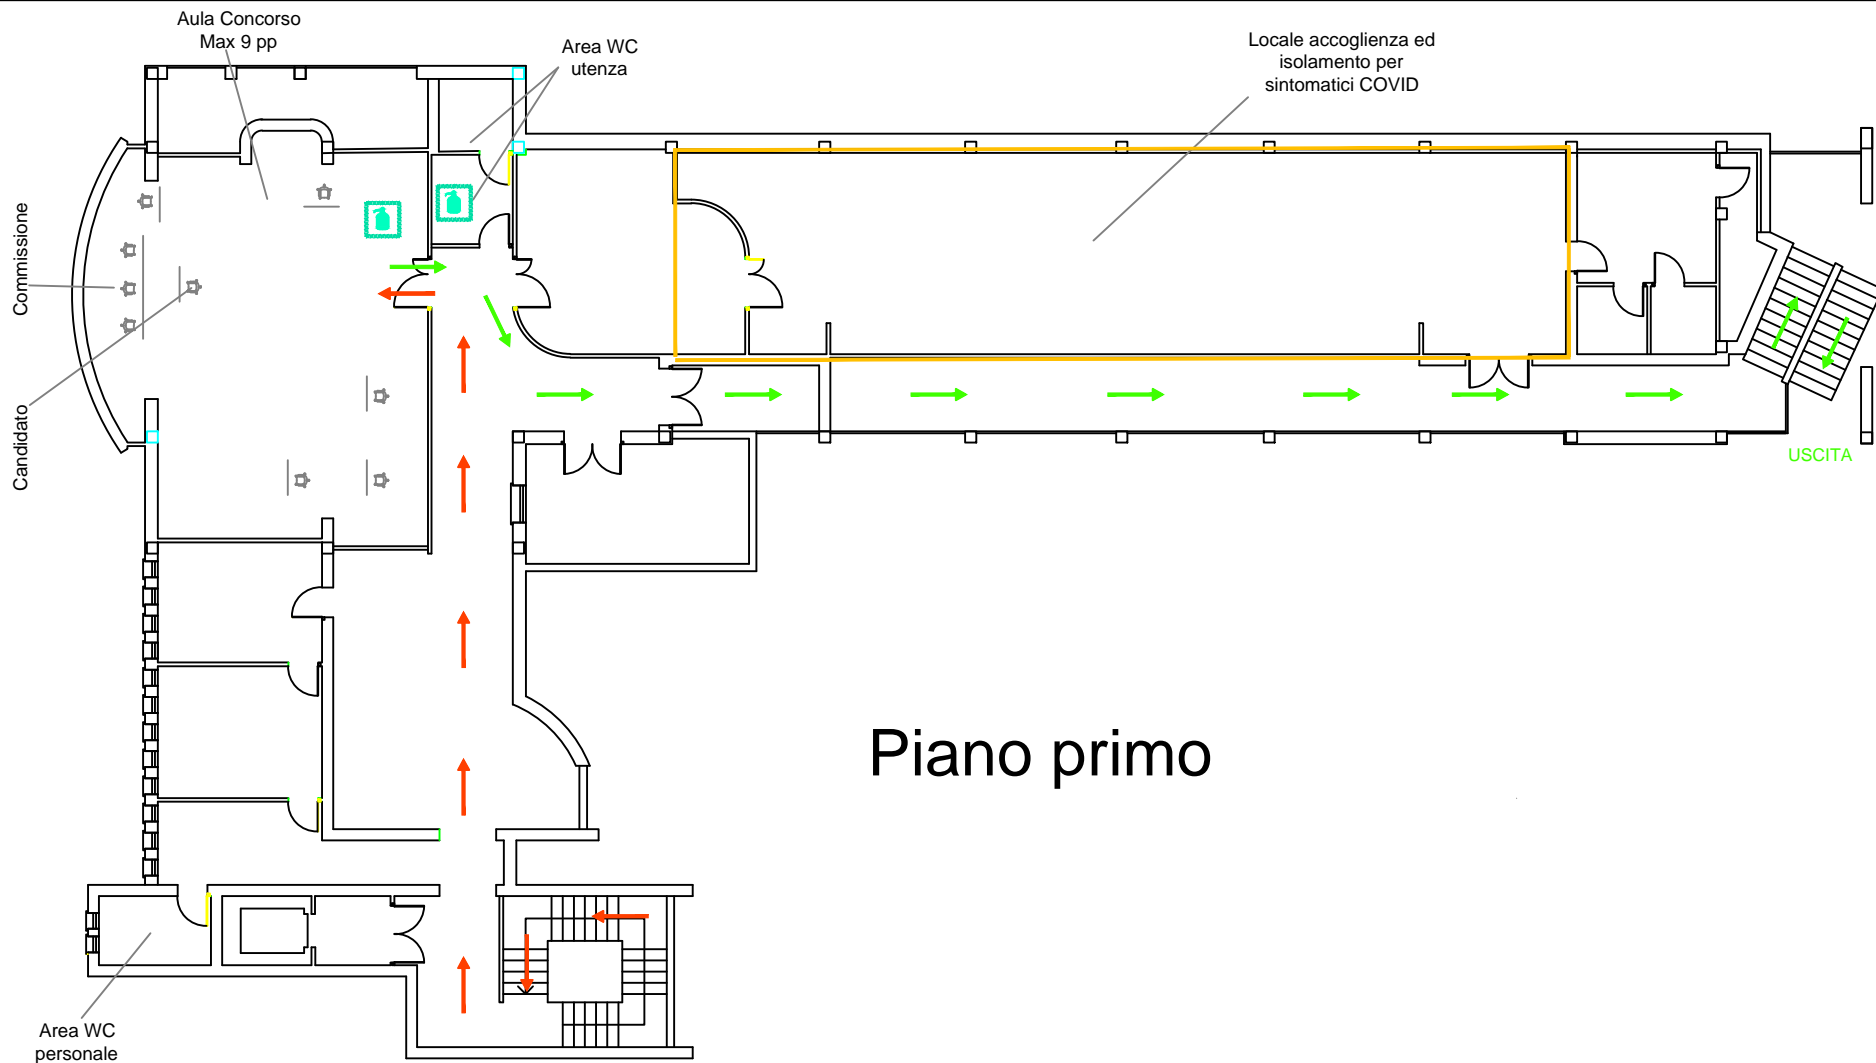 Aula Concorso
Max 9 pp
Area WC
utenza
Locale accoglienza ed
isolamento per
sintomatici COVID
Commissione
Candidato
USCITA
Piano primo
Area WC
personale